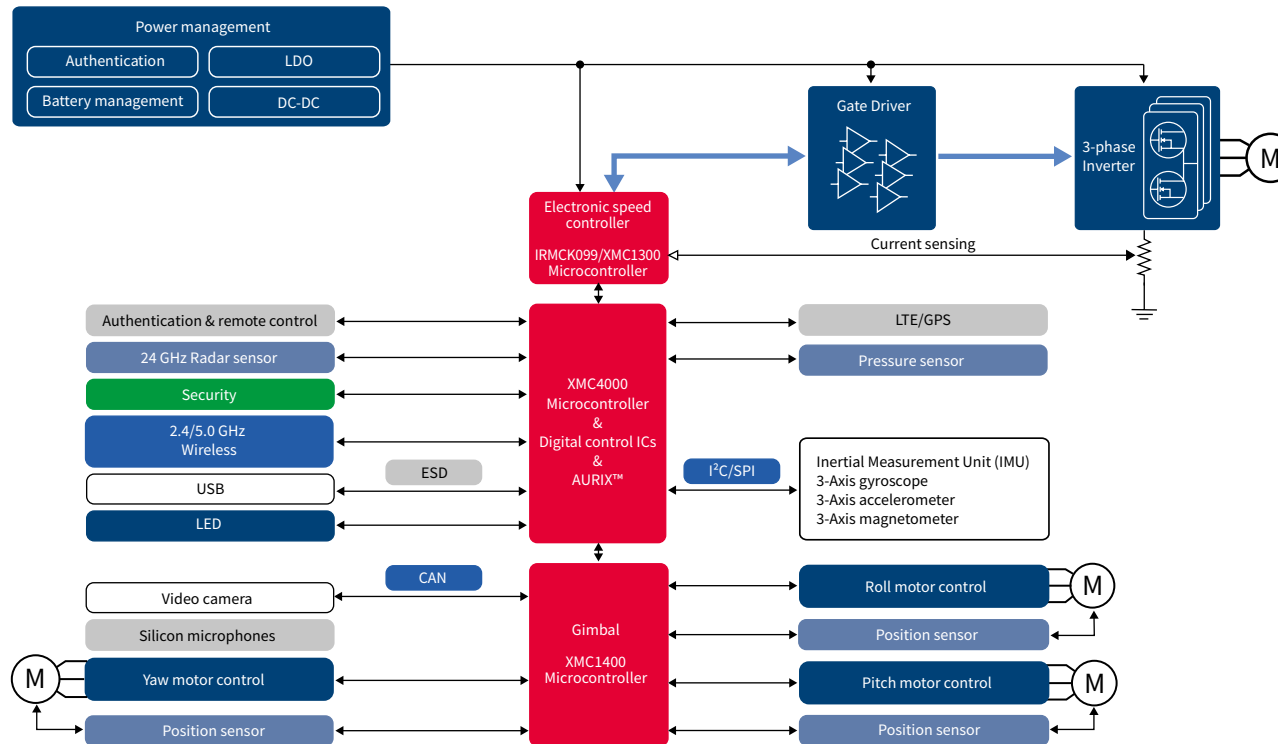 Power management
Authentication
LDO
Battery management
DC-DC
Gate Driver
3-phase
Inverter
M
Electronic speed
controller
IRMCK099/XMC1300
Microcontroller
Current sensing
Authentication & remote control
LTE/GPS
24 GHz Radar sensor
Pressure sensor
Security
XMC4000
Microcontroller
&
Digital control ICs
&
AURIX™
2.4/5.0 GHz
Wireless
ESD
USB
LED
I²C/SPI
Inertial Measurement Unit (IMU)
3-Axis gyroscope
3-Axis accelerometer
3-Axis magnetometer
CAN
Video camera
Silicon microphones
Gimbal
XMC1400
Microcontroller
Roll motor control
M
Position sensor
M
Yaw motor control
Pitch motor control
M
Position sensor
Position sensor